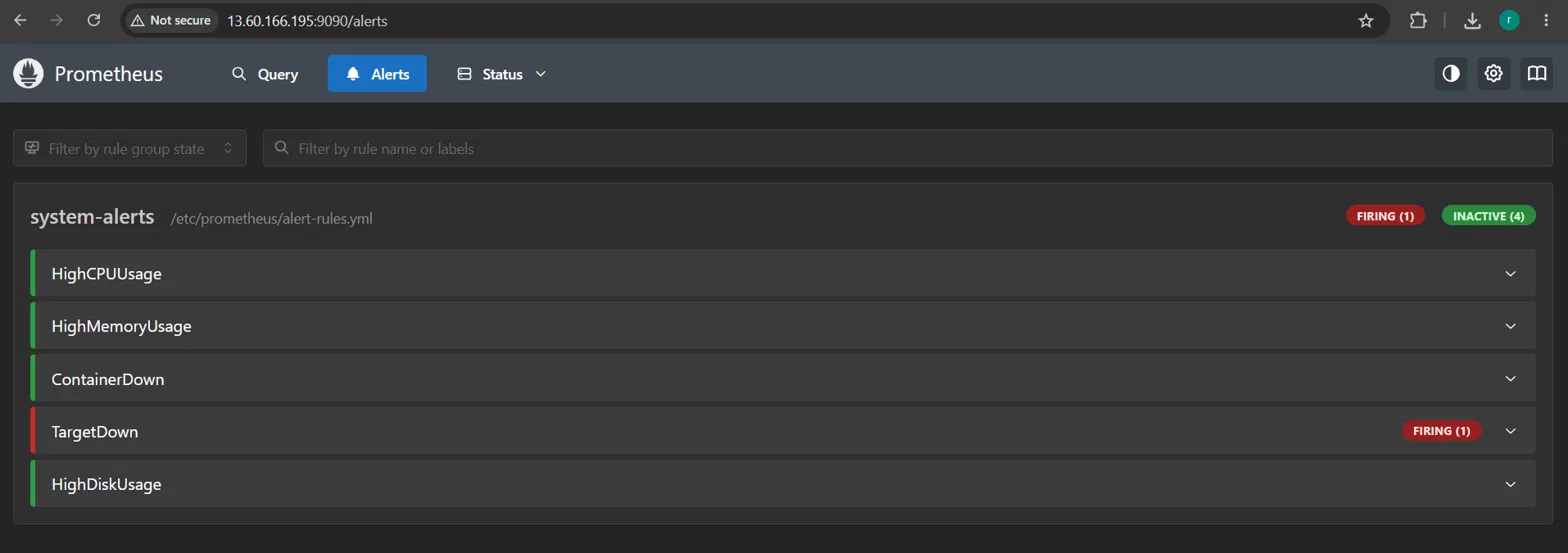 Not secure 13.60.166.195:9090/alerts r
Prometheus Query Alerts Status
Filter by rule group state Filter by rule name or labels
system-alerts /etc/prometheus/alert-rules.yml FIRING (1) INACTIVE (4)
HighCPUUsage
HighMemoryUsage
ContainerDown
TargetDown FIRING (1)
HighDiskUsage